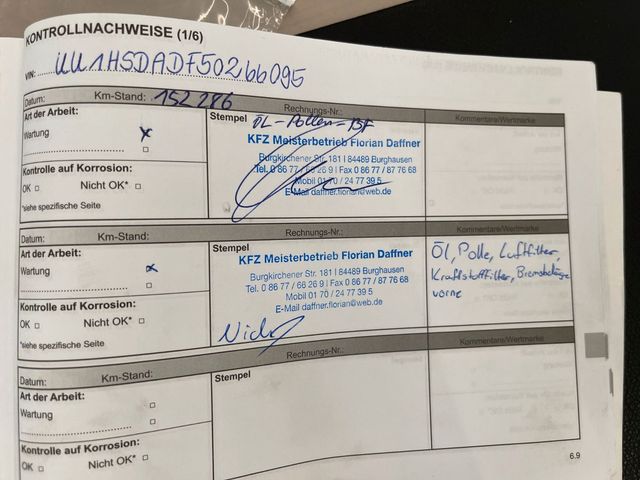 KONTROLLNACHWEISE (1/6)
VIN: UU1HSDADF50266095
Datum: Km-Stand: 152 286 Rechnungs-Nr.: Kommentare/Wertmarke
Art der Arbeit: Stempel ÖL-Pollen-BF
Wartung x
KFZ Meisterbetrieb Florian Daffner
Burgkirchener Str. 181 I 84489 Burghausen
Tel. 0 86 77 / 66 26 9 I Fax 0 86 77 / 87 76 68
Mobil 01 70 / 24 77 39 5
E-Mail daffner.florian@web.de
Kontrolle auf Korrosion:
OK Nicht OK*
*siehe spezifische Seite
Datum: Km-Stand: Rechnungs-Nr.: Kommentare/Wertmarke
Art der Arbeit: Stempel
Wartung x
KFZ Meisterbetrieb Florian Daffner
Burgkirchener Str. 181 I 84489 Burghausen
Tel. 0 86 77 / 66 26 9 I Fax 0 86 77 / 87 76 68
Mobil 01 70 / 24 77 39 5
E-Mail daffner.florian@web.de
Öl, Polle, Luftfilter,
Kraftstofffilter, Bremsbeläge
vorne
Kontrolle auf Korrosion:
OK Nicht OK*
*siehe spezifische Seite
Datum: Km-Stand: Rechnungs-Nr.: Kommentare/Wertmarke
Art der Arbeit: Stempel
Wartung
Kontrolle auf Korrosion:
OK Nicht OK*
6.9